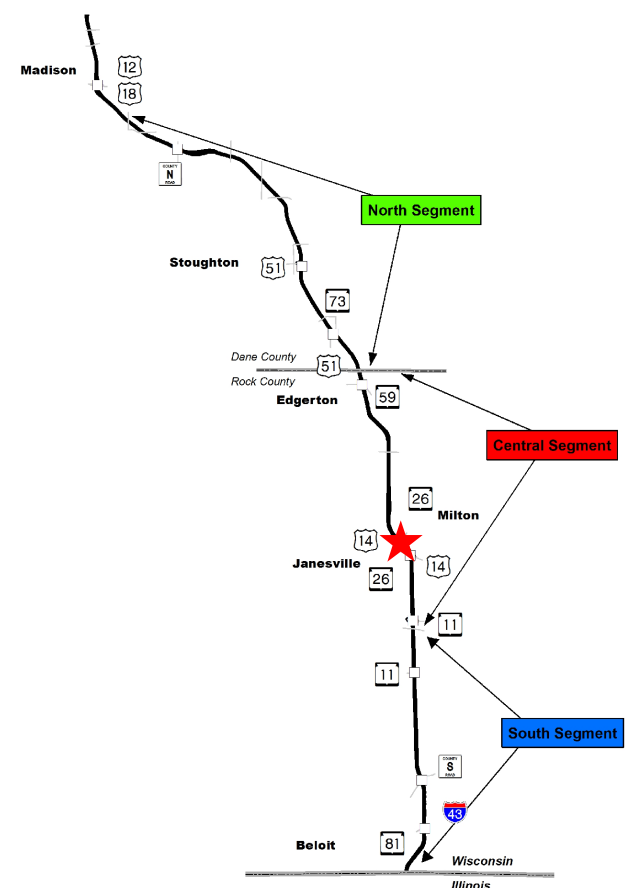 12
Madison
18
COUNTY
N
ROAD
North Segment
Stoughton
51
73
Dane County
51
Rock County
Edgerton
59
Central Segment
26
Milton
14
Janesville
14
26
11
11
South Segment
COUNTY
S
ROAD
43
81
Beloit
Wisconsin
Illinois